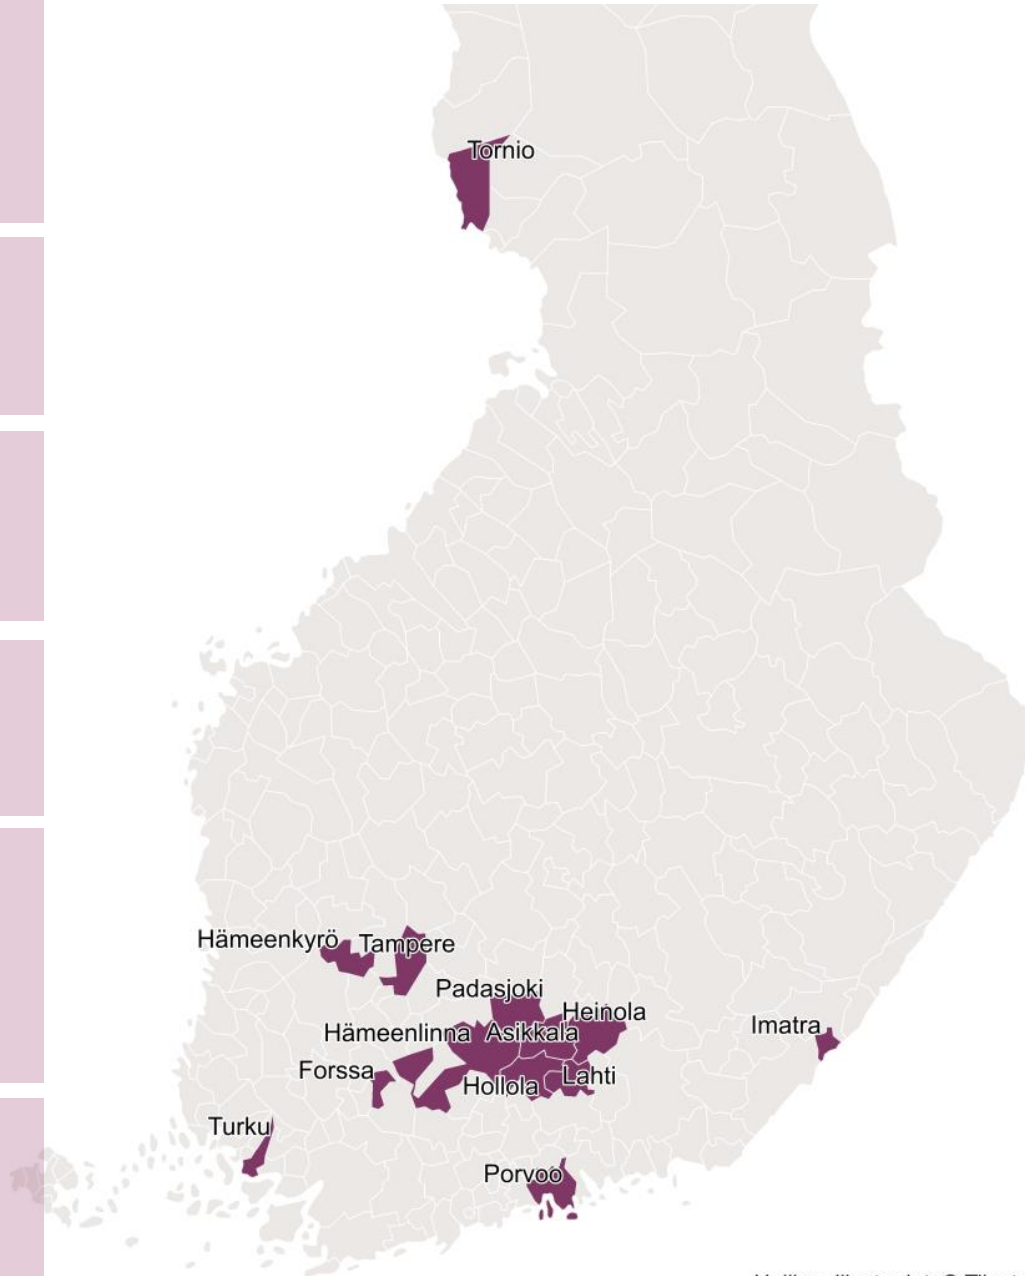 Tornio
Hämeenkyrö
Tampere
Padasjoki
Heinola
Hämeenlinna
Asikkala
Imatra
Forssa
Hollola
Lahti
Turku
Porvoo